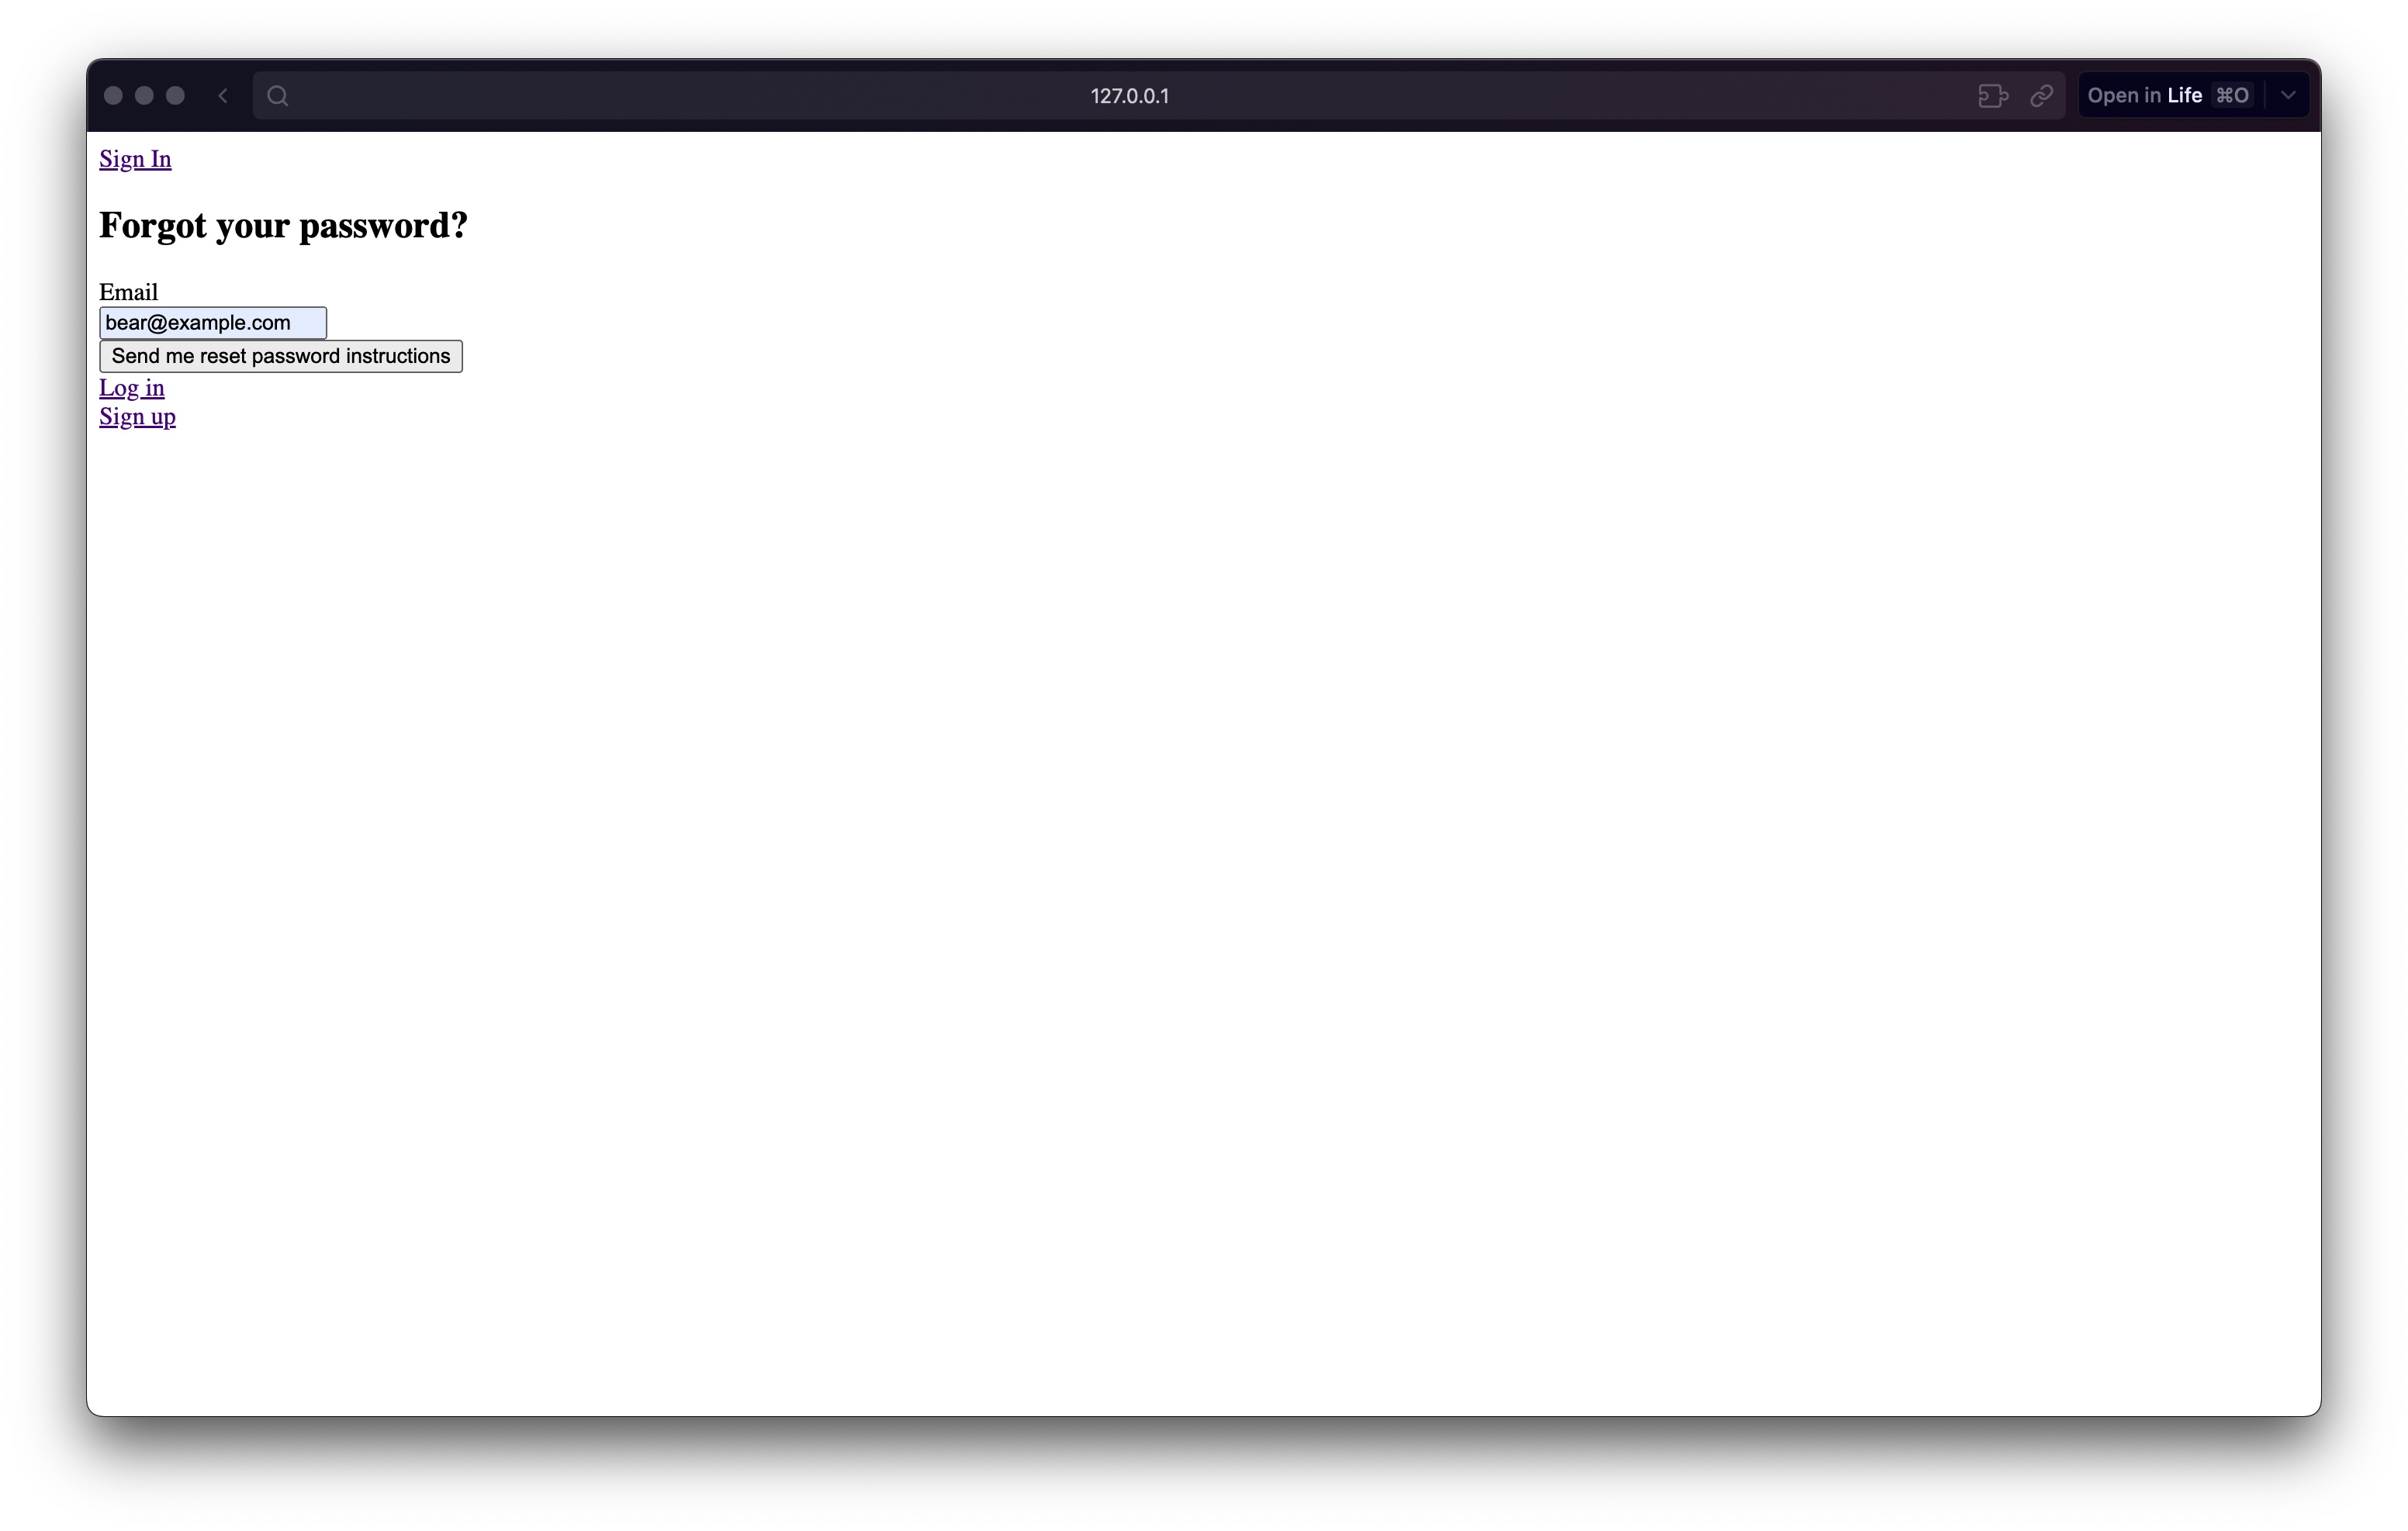 127.0.0.1
Open in Life ⌘O
Sign In
Forgot your password?
Email
bear@example.com
Send me reset password instructions
Log in
Sign up